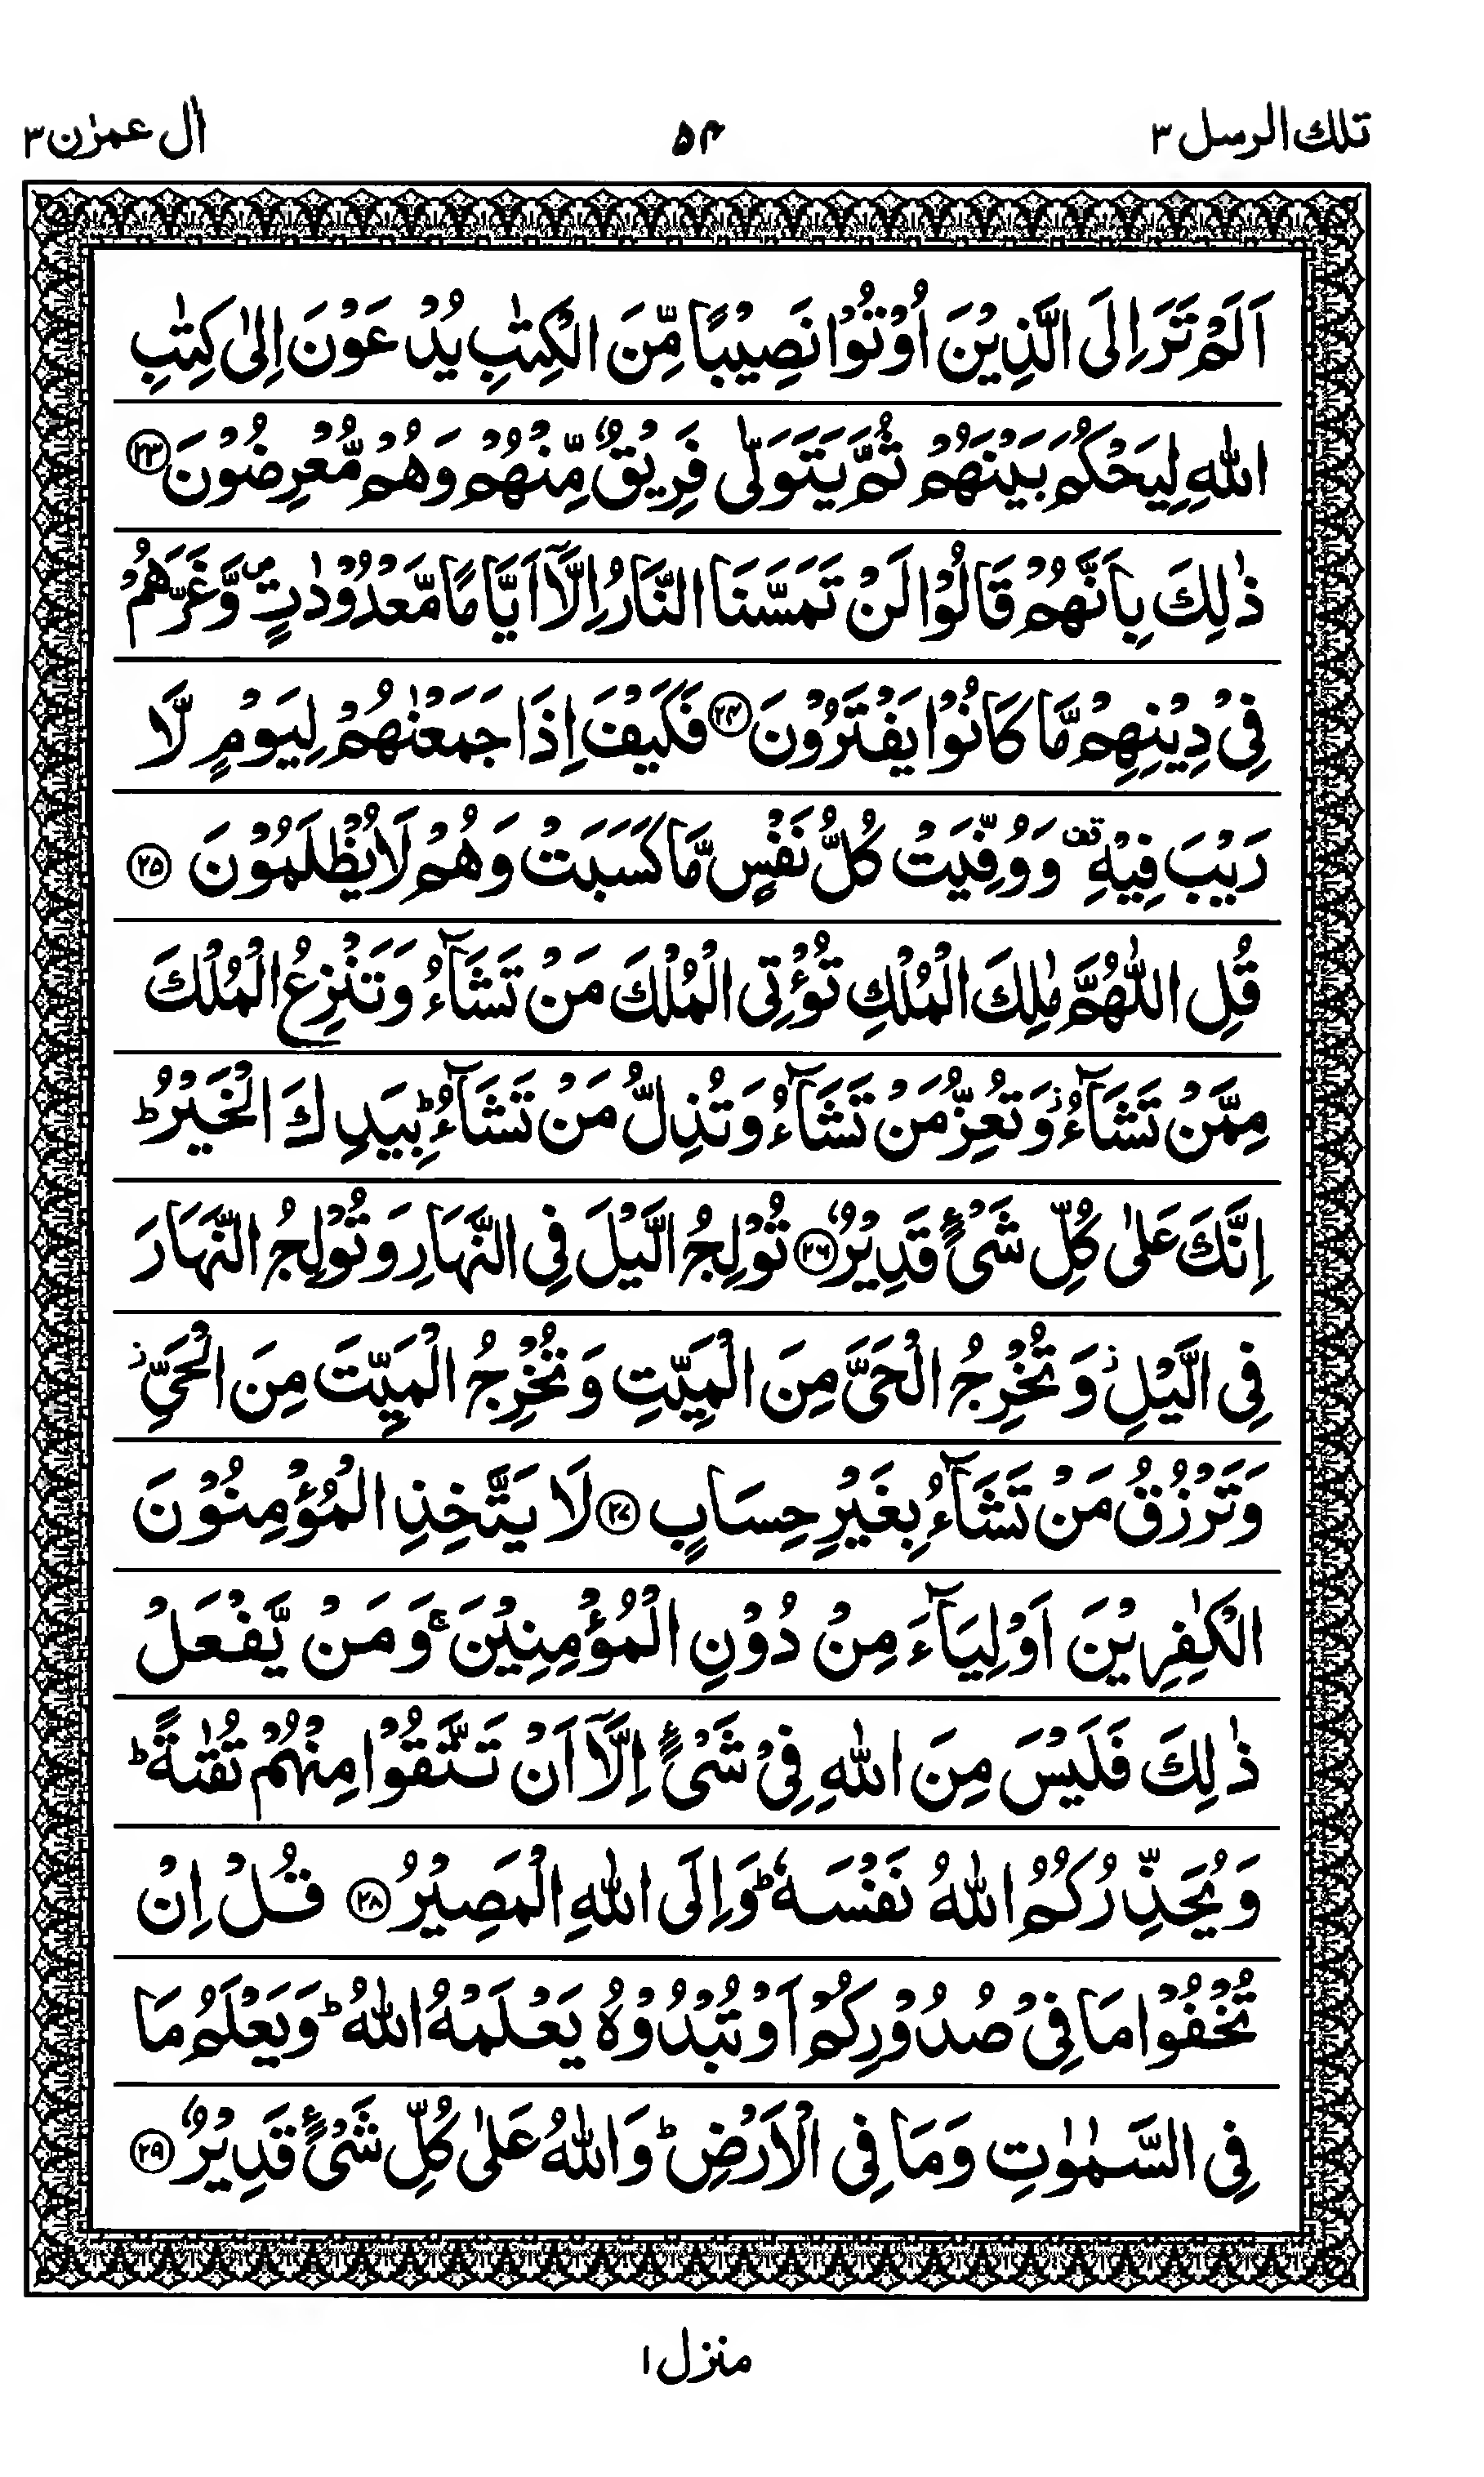 تلك الرسل ٣
٥٤
اٰل عمرٰن ٣
اَلَمْ تَرَ اِلَى الَّذِيْنَ اُوْتُوْا نَصِيْبًا مِّنَ الْكِتٰبِ يُدْعَوْنَ اِلٰى كِتٰبِ
اللّٰهِ لِيَحْكُمَ بَيْنَهُمْ ثُمَّ يَتَوَلّٰى فَرِيْقٌ مِّنْهُمْ وَهُمْ مُّعْرِضُوْنَ ﴿٢٣﴾
ذٰلِكَ بِاَنَّهُمْ قَالُوْا لَنْ تَمَسَّنَا النَّارُ اِلَّاۤ اَيَّامًا مَّعْدُوْدٰتٍ ۪ وَّغَرَّهُمْ
فِيْ دِيْنِهِمْ مَّا كَانُوْا يَفْتَرُوْنَ ﴿٢٤﴾ فَكَيْفَ اِذَا جَمَعْنٰهُمْ لِيَوْمٍ لَّا
رَيْبَ فِيْهِ ۟ وَوُفِّيَتْ كُلُّ نَفْسٍ مَّا كَسَبَتْ وَهُمْ لَا يُظْلَمُوْنَ ﴿٢٥﴾
قُلِ اللّٰهُمَّ مٰلِكَ الْمُلْكِ تُؤْتِي الْمُلْكَ مَنْ تَشَآءُ وَتَنْزِعُ الْمُلْكَ
مِمَّنْ تَشَآءُ ؗ وَتُعِزُّ مَنْ تَشَآءُ وَتُذِلُّ مَنْ تَشَآءُ ؕ بِيَدِكَ الْخَيْرُ ؕ
اِنَّكَ عَلٰى كُلِّ شَيْءٍ قَدِيْرٌ ﴿٢٦﴾ تُوْلِجُ الَّيْلَ فِي النَّهَارِ وَتُوْلِجُ النَّهَارَ
فِي الَّيْلِ ؗ وَتُخْرِجُ الْحَيَّ مِنَ الْمَيِّتِ وَتُخْرِجُ الْمَيِّتَ مِنَ الْحَيِّ ؗ
وَتَرْزُقُ مَنْ تَشَآءُ بِغَيْرِ حِسَابٍ ﴿٢٧﴾ لَا يَتَّخِذِ الْمُؤْمِنُوْنَ
الْكٰفِرِيْنَ اَوْلِيَآءَ مِنْ دُوْنِ الْمُؤْمِنِيْنَ ۚ وَمَنْ يَّفْعَلْ
ذٰلِكَ فَلَيْسَ مِنَ اللّٰهِ فِيْ شَيْءٍ اِلَّاۤ اَنْ تَتَّقُوْا مِنْهُمْ تُقٰىةً ؕ
وَيُحَذِّرُكُمُ اللّٰهُ نَفْسَهٗ ؕ وَاِلَى اللّٰهِ الْمَصِيْرُ ﴿٢٨﴾ قُلْ اِنْ
تُخْفُوْا مَا فِيْ صُدُوْرِكُمْ اَوْ تُبْدُوْهُ يَعْلَمْهُ اللّٰهُ ؕ وَيَعْلَمُ مَا
فِي السَّمٰوٰتِ وَمَا فِي الْاَرْضِ ؕ وَاللّٰهُ عَلٰى كُلِّ شَيْءٍ قَدِيْرٌ ﴿٢٩﴾
منزل ١